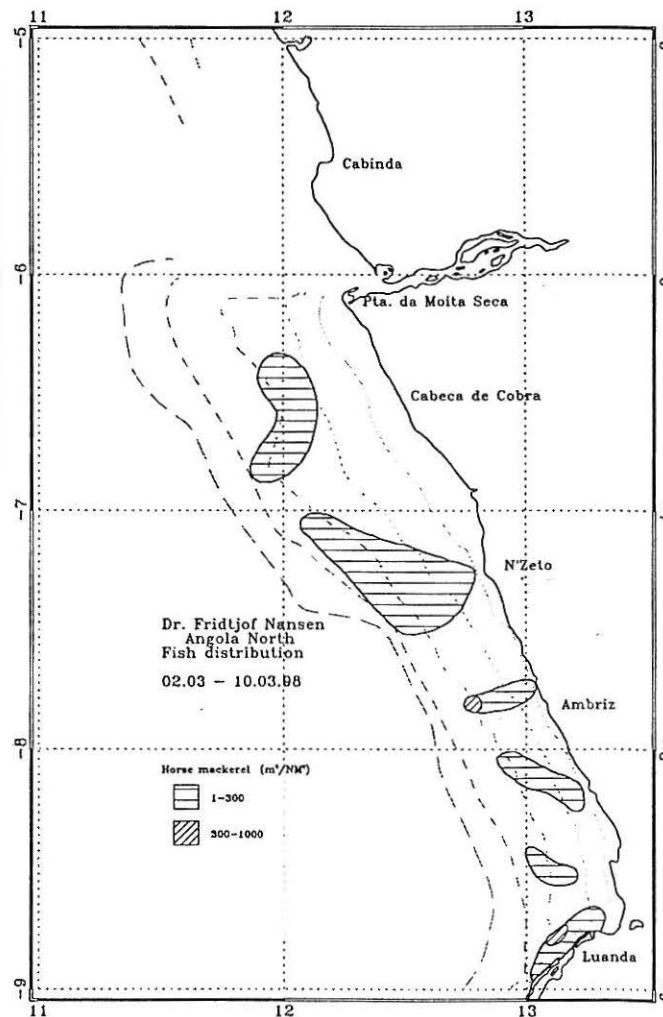 11 12 13
-5
Cabinda
-6
Pta. da Moita Seca
Cabeca de Cobra
-7
N'Zeto
Dr. Fridtjof Nansen
Angola North
Fish distribution
02.03 - 10.03.98
Ambriz
-8
Horse mackerel (m²/NM²)
1-300
300-1000
Luanda
-9
11 12 13